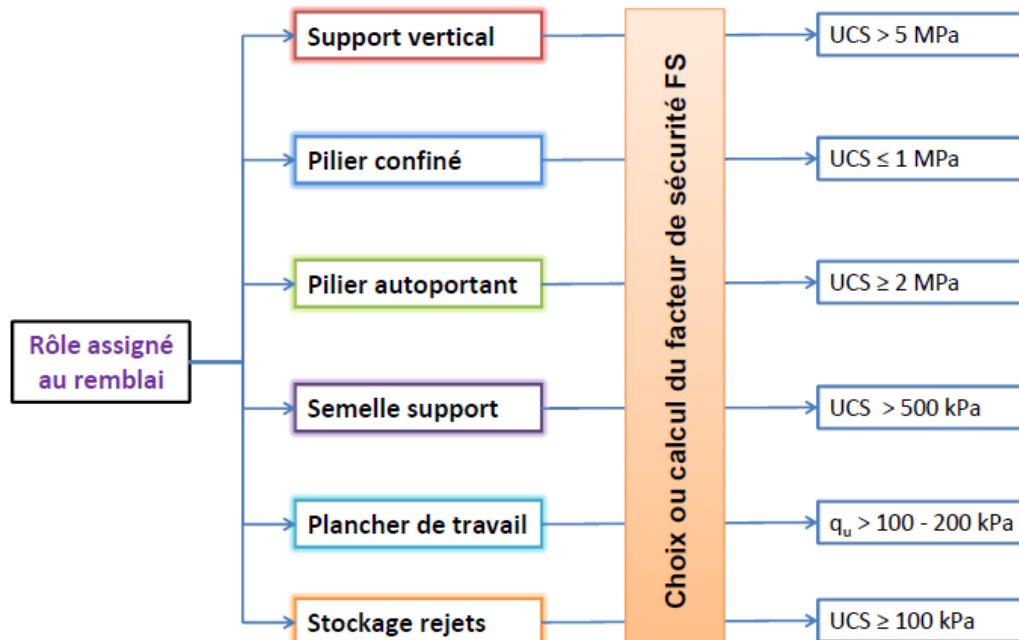 Support vertical
UCS > 5 MPa
Pilier confiné
UCS ≤ 1 MPa
Pilier autoportant
UCS ≥ 2 MPa
Rôle assigné
au remblai
Semelle support
UCS > 500 kPa
Plancher de travail
qu > 100 - 200 kPa
Stockage rejets
UCS ≥ 100 kPa
Choix ou calcul du facteur de sécurité FS